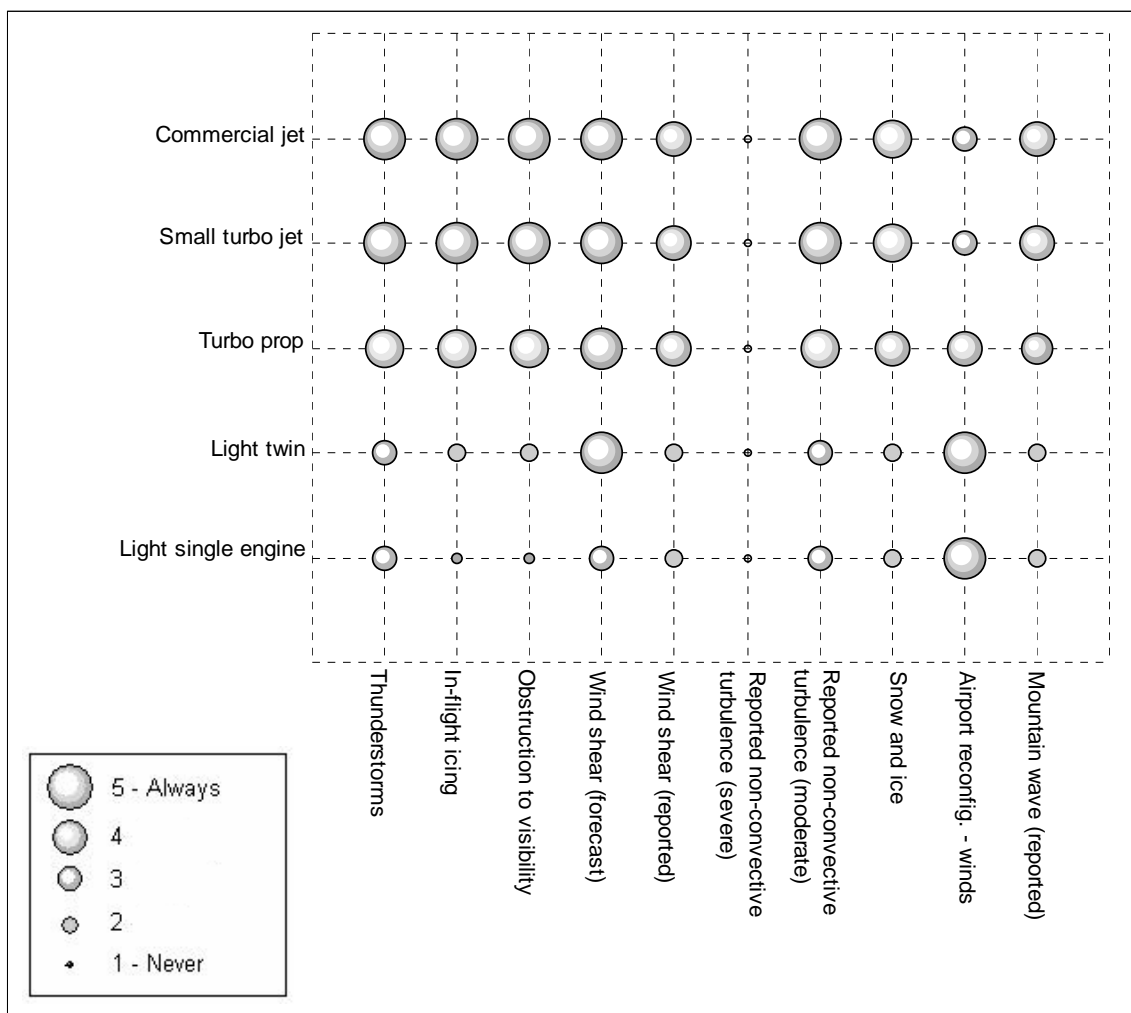 Commercial jet
Small turbo jet
Turbo prop
Light twin
Light single engine
Thunderstorms
In-flight icing
Obstruction to visibility
Wind shear (forecast)
Wind shear (reported)
Reported non-convective
turbulence (severe)
Reported non-convective
turbulence (moderate)
Snow and ice
Airport reconfig. - winds
Mountain wave (reported)
5 - Always
4
3
2
1 - Never